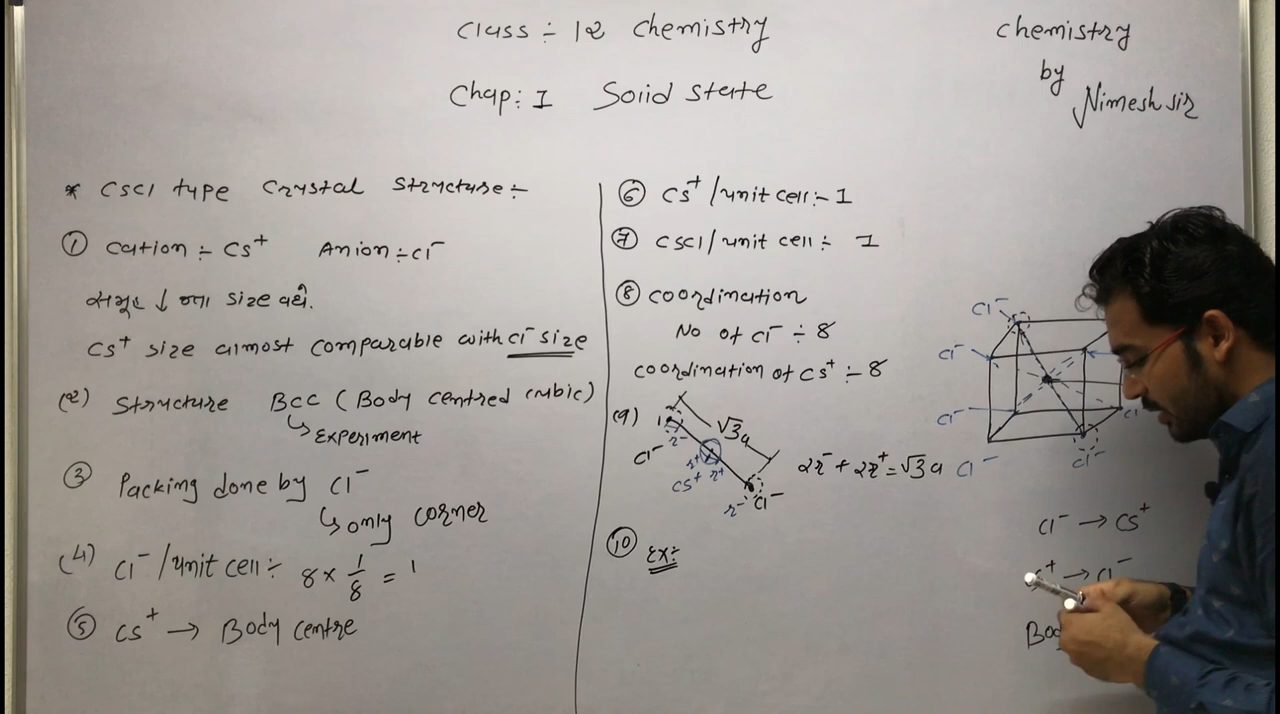 Class :- 12 Chemistry
Chap: I Solid state
Chemistry
by
Nimesh sir
* CsCl type Crystal Structure :-
① Cation :- Cs⁺ Anion :- Cl⁻
સમૂહ ↓ જતા size વધે.
Cs⁺ size almost comparable with Cl⁻ size
(2) Structure BCC (Body centred cubic)
↳ Experiment
③ Packing done by Cl⁻
↳ only corner
(4) Cl⁻/unit cell :- 8 × 1/8 = 1
⑤ Cs⁺ → Body centre
⑥ Cs⁺/unit cell :- 1
⑦ CsCl/unit cell :- 1
⑧ coordination
No of Cl⁻ :- 8
coordination of Cs⁺ :- 8
(9) √3a
r⁻
Cl⁻ r⁺
Cs⁺ r⁺
r⁻ Cl⁻
2r⁻ + 2r⁺ = √3a
⑩ Ex:-
Cl⁻
Cl⁻
Cl⁻
Cl
Cl⁻
Cl⁻
Cl⁻ → Cs⁺
→ Cl⁻